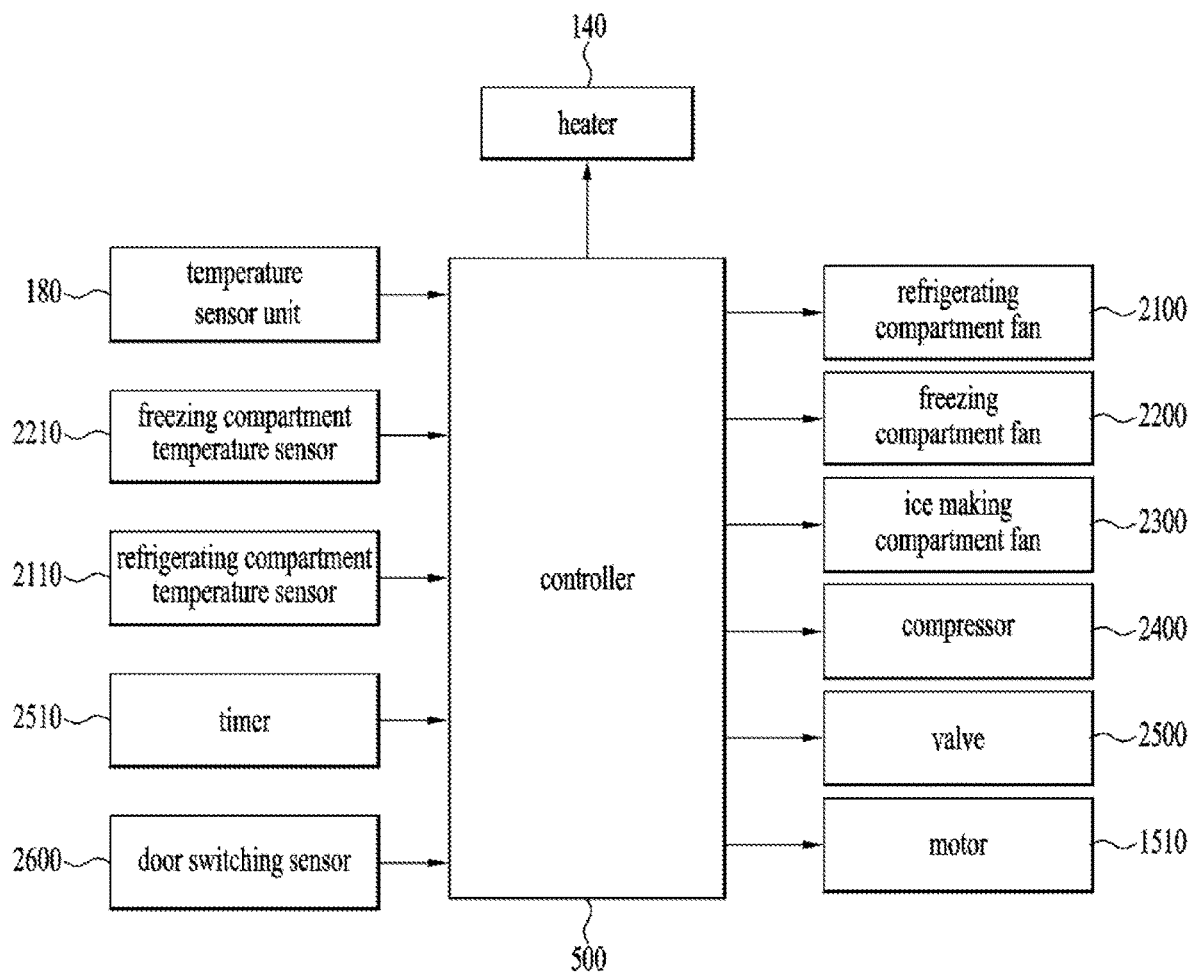 140
heater
180
temperature
sensor unit
2210
freezing compartment
temperature sensor
2110
refrigerating compartment
temperature sensor
2510
timer
2600
door switching sensor
controller
500
refrigerating
compartment fan
2100
freezing
compartment fan
2200
ice making
compartment fan
2300
compressor
2400
valve
2500
motor
1510